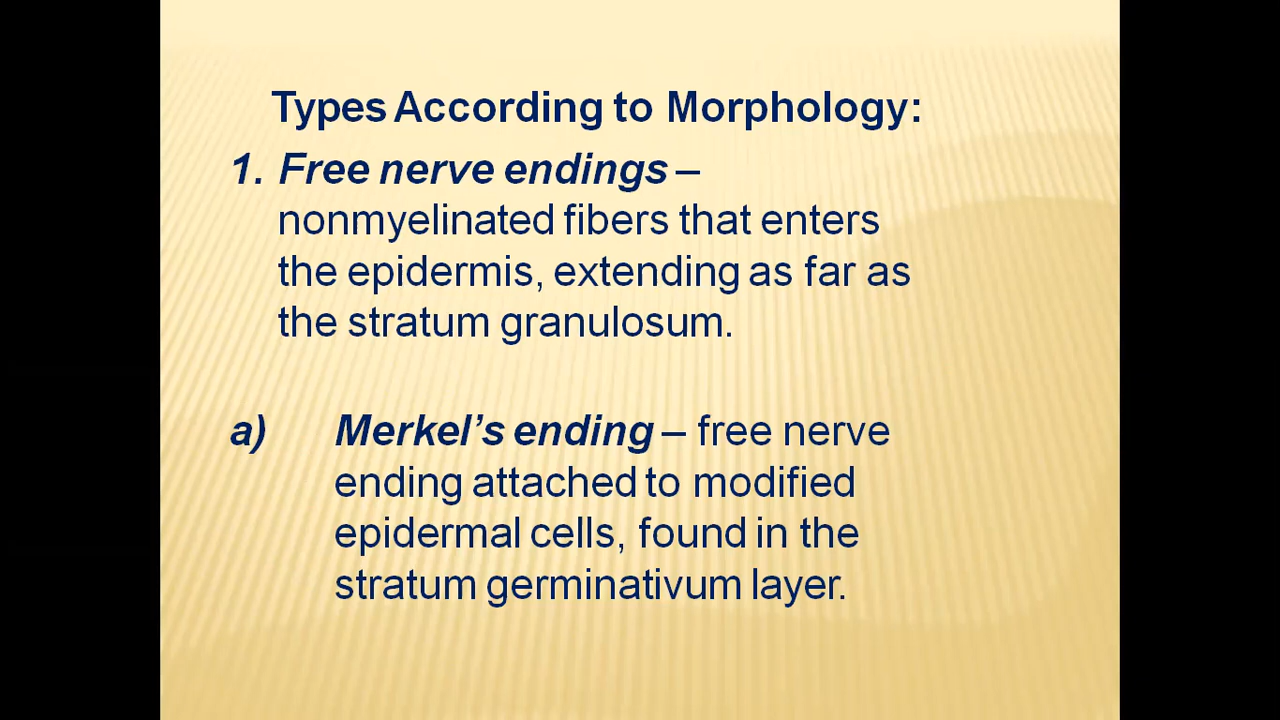 Types According to Morphology:
1. Free nerve endings –
nonmyelinated fibers that enters
the epidermis, extending as far as
the stratum granulosum.
a) Merkel’s ending – free nerve
ending attached to modified
epidermal cells, found in the
stratum germinativum layer.